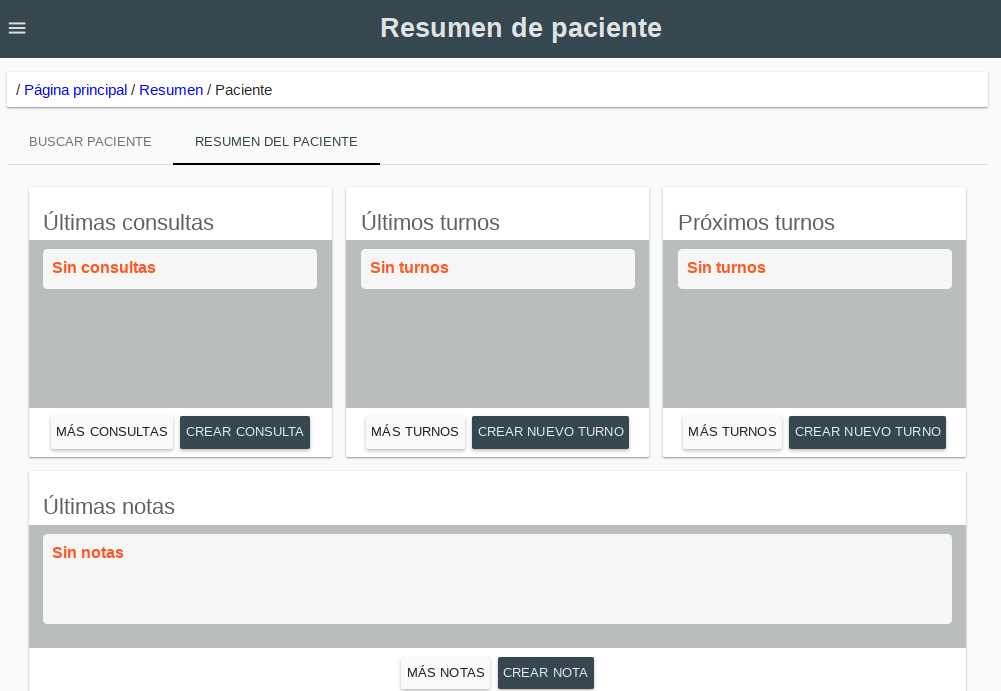 Resumen de paciente
/ Página principal / Resumen / Paciente
BUSCAR PACIENTE
RESUMEN DEL PACIENTE
Últimas consultas
Sin consultas
MÁS CONSULTAS
CREAR CONSULTA
Últimos turnos
Sin turnos
MÁS TURNOS
CREAR NUEVO TURNO
Próximos turnos
Sin turnos
MÁS TURNOS
CREAR NUEVO TURNO
Últimas notas
Sin notas
MÁS NOTAS
CREAR NOTA